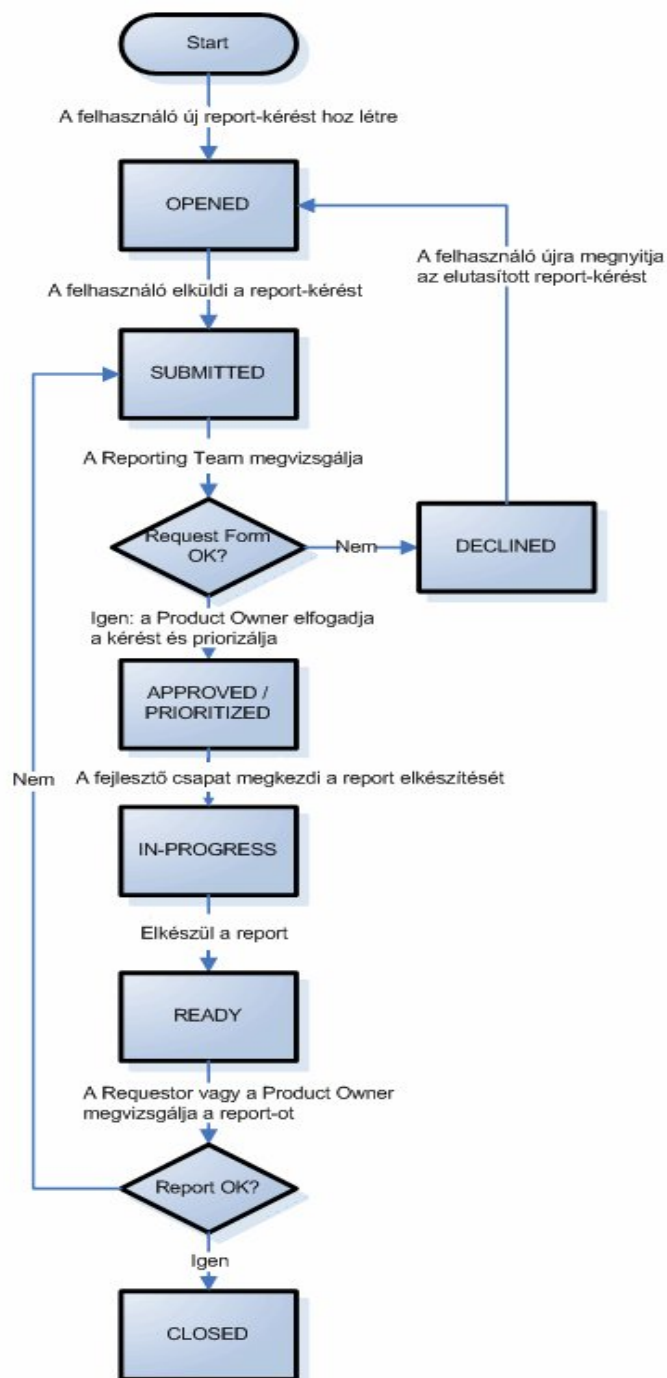 Start
A felhasználó új report-kérést hoz létre
OPENED
A felhasználó újra megnyitja
az elutasított report-kérést
A felhasználó elküldi a report-kérést
SUBMITTED
A Reporting Team megvizsgálja
Request Form
OK?
Nem
DECLINED
Igen: a Product Owner elfogadja
a kérést és priorizálja
APPROVED /
PRIORITIZED
Nem
A fejlesztő csapat megkezdi a report elkészítését
IN-PROGRESS
Elkészül a report
READY
A Requestor vagy a Product Owner
megvizsgálja a report-ot
Report OK?
Igen
CLOSED